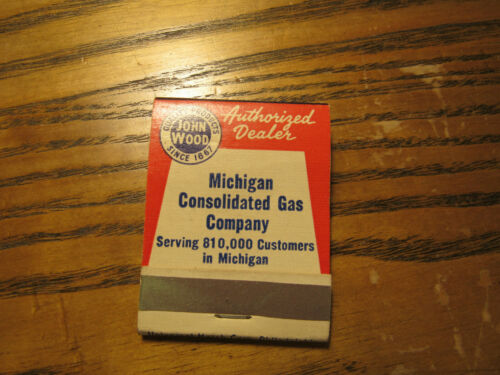 QUALITY PRODUCTS
JOHN
WOOD
SINCE 1867
Authorized
Dealer
Michigan
Consolidated Gas
Company
Serving 810,000 Customers
in Michigan